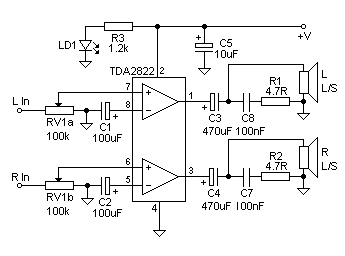 R3
1.2k
LD1
C5
10uF
+V
TDA2822
2
L In
RV1a
100k
C1
100uF
7
8
+
−
1
C3
470uF
C8
100nF
R1
4.7R
L
L/S
R In
RV1b
100k
C2
100uF
6
5
+
−
3
C4
470uF
C7
100nF
R2
4.7R
R
L/S
4